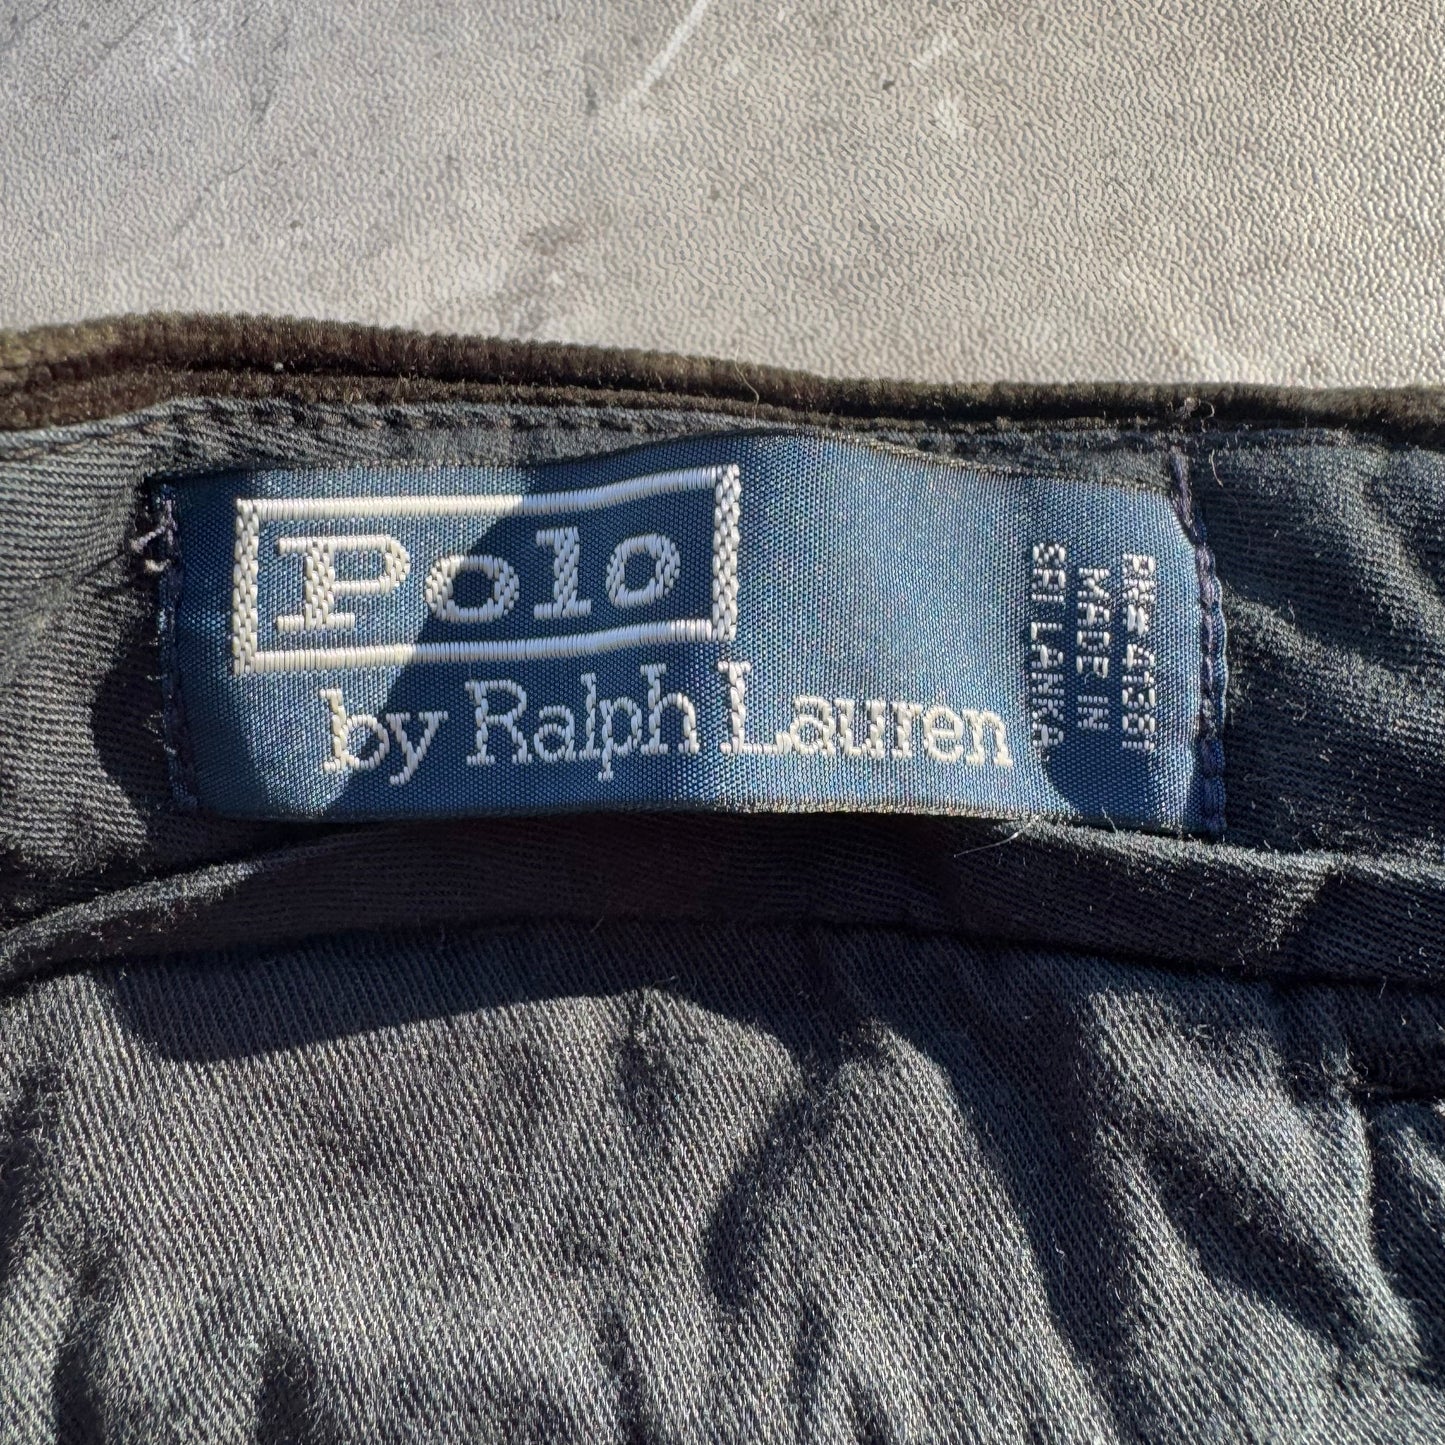 Polo
by Ralph Lauren
RN=41381
MADE IN
SRI LANKA